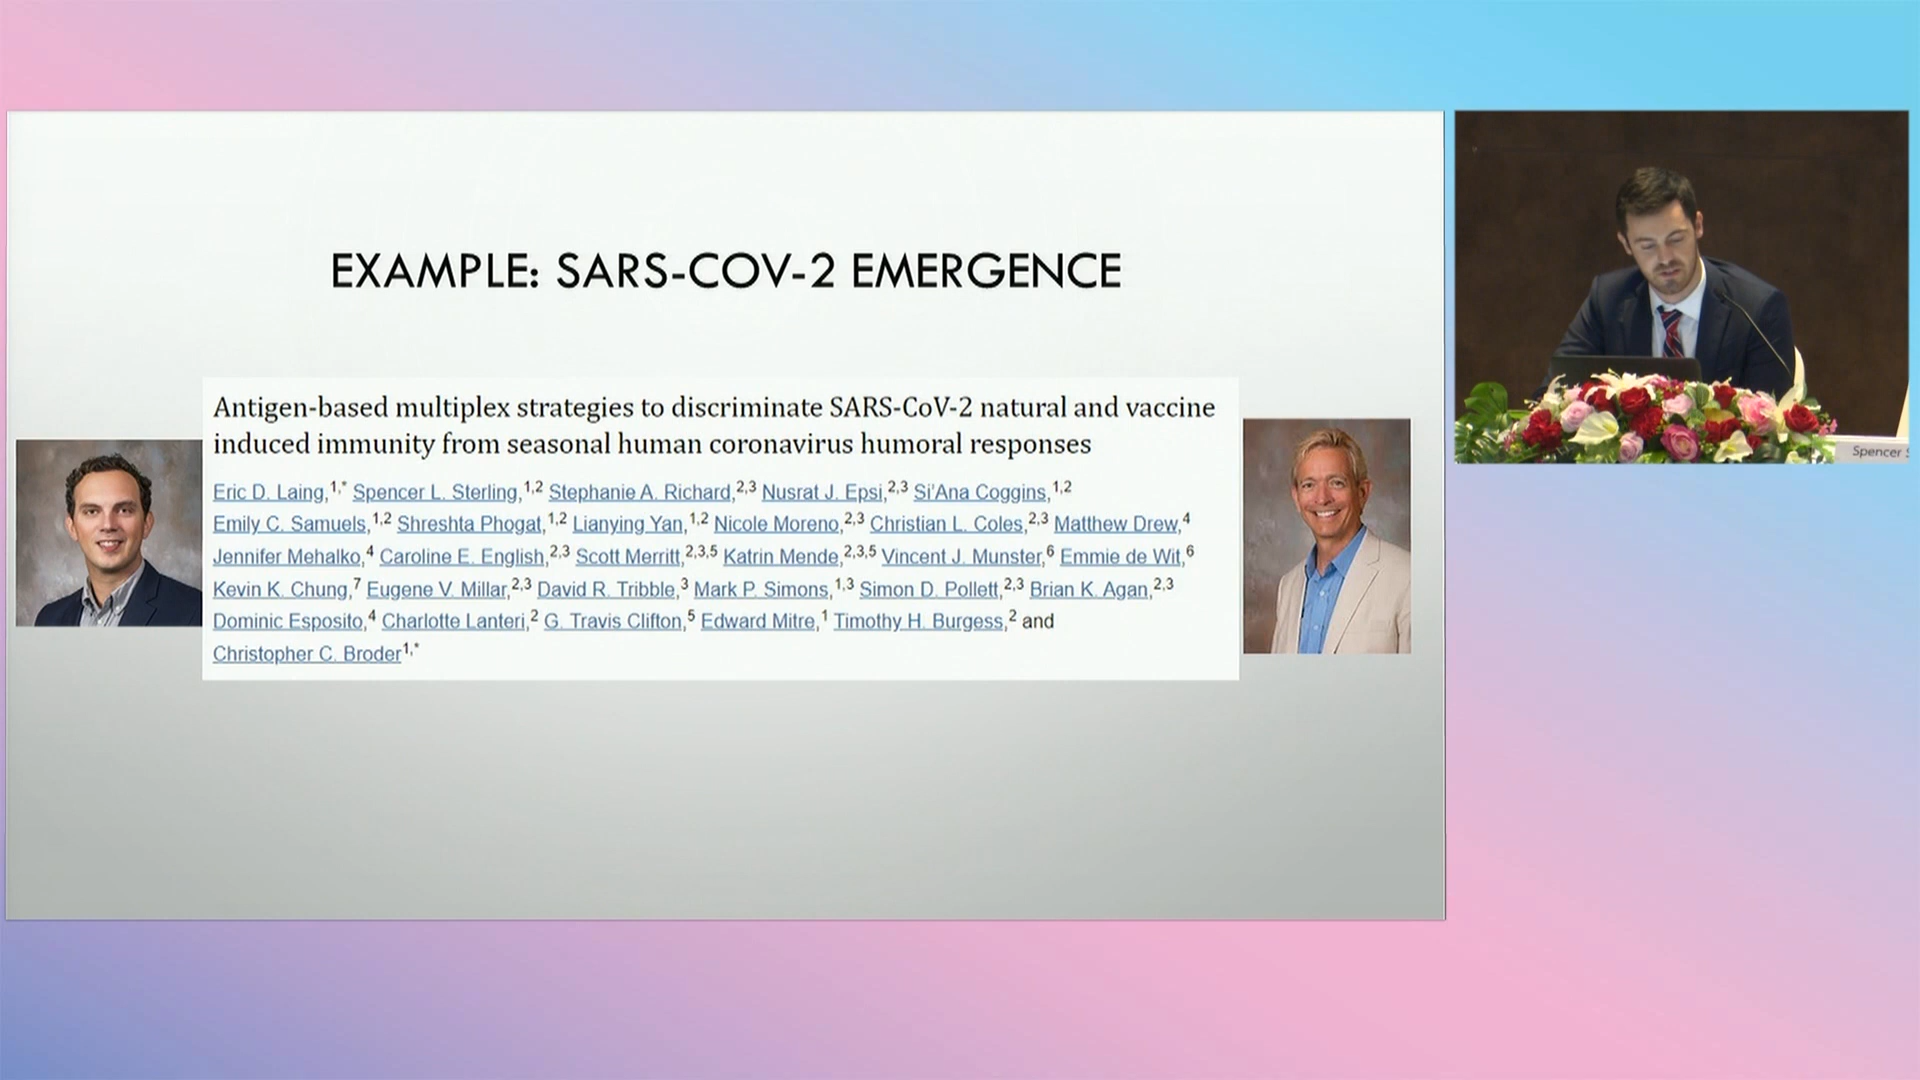 EXAMPLE: SARS-COV-2 EMERGENCE
Antigen-based multiplex strategies to discriminate SARS-CoV-2 natural and vaccine
induced immunity from seasonal human coronavirus humoral responses
Eric D. Laing,1,* Spencer L. Sterling,1,2 Stephanie A. Richard,2,3 Nusrat J. Epsi,2,3 Si'Ana Coggins,1,2
Emily C. Samuels,1,2 Shreshta Phogat,1,2 Lianying Yan,1,2 Nicole Moreno,2,3 Christian L. Coles,2,3 Matthew Drew,4
Jennifer Mehalko,4 Caroline E. English,2,3 Scott Merritt,2,3,5 Katrin Mende,2,3,5 Vincent J. Munster,6 Emmie de Wit,6
Kevin K. Chung,7 Eugene V. Millar,2,3 David R. Tribble,3 Mark P. Simons,1,3 Simon D. Pollett,2,3 Brian K. Agan,2,3
Dominic Esposito,4 Charlotte Lanteri,2 G. Travis Clifton,5 Edward Mitre,1 Timothy H. Burgess,2 and
Christopher C. Broder1,*
Spencer S